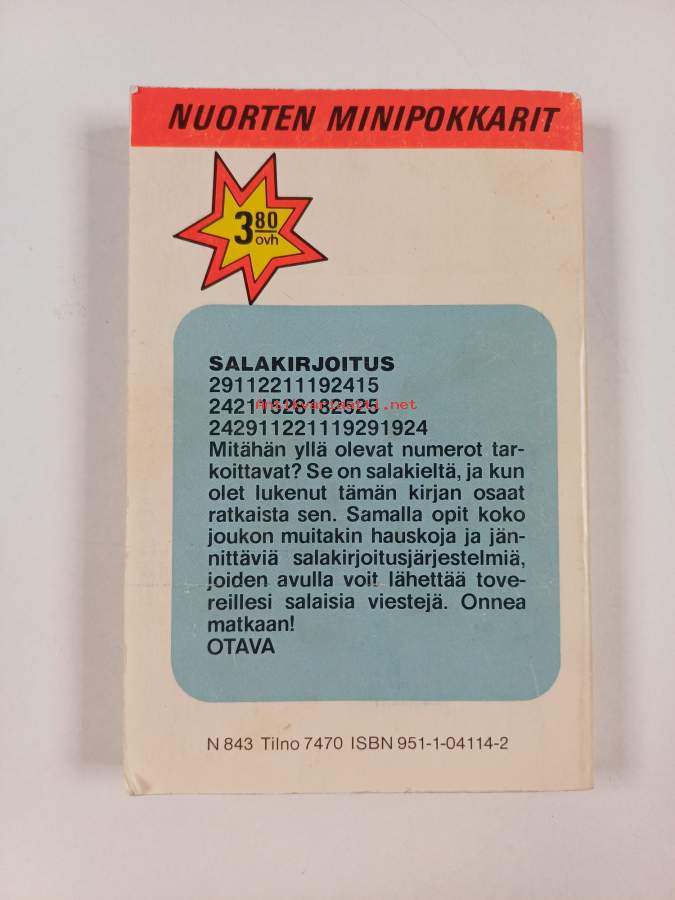 NUORTEN MINIPOKKARIT
3 80
ovh
SALAKIRJOITUS
29112211192415
Antikvariaatti.net
242911221119291924
Mitähän yllä olevat numerot tar-
koittavat? Se on salakieltä, ja kun
olet lukenut tämän kirjan osaat
ratkaista sen. Samalla opit koko
joukon muitakin hauskoja ja jän-
nittäviä salakirjoitusjärjestelmiä,
joiden avulla voit lähettää tove-
reillesi salaisia viestejä. Onnea
matkaan!
OTAVA
N 843 Tilno 7470 ISBN 951-1-04114-2